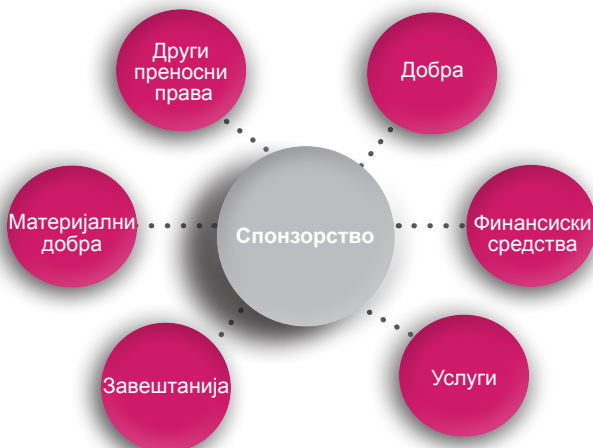 Други
преносни
права
Добра
Материјални
добра
Спонзорство
Финансиски
средства
Завештанија
Услуги